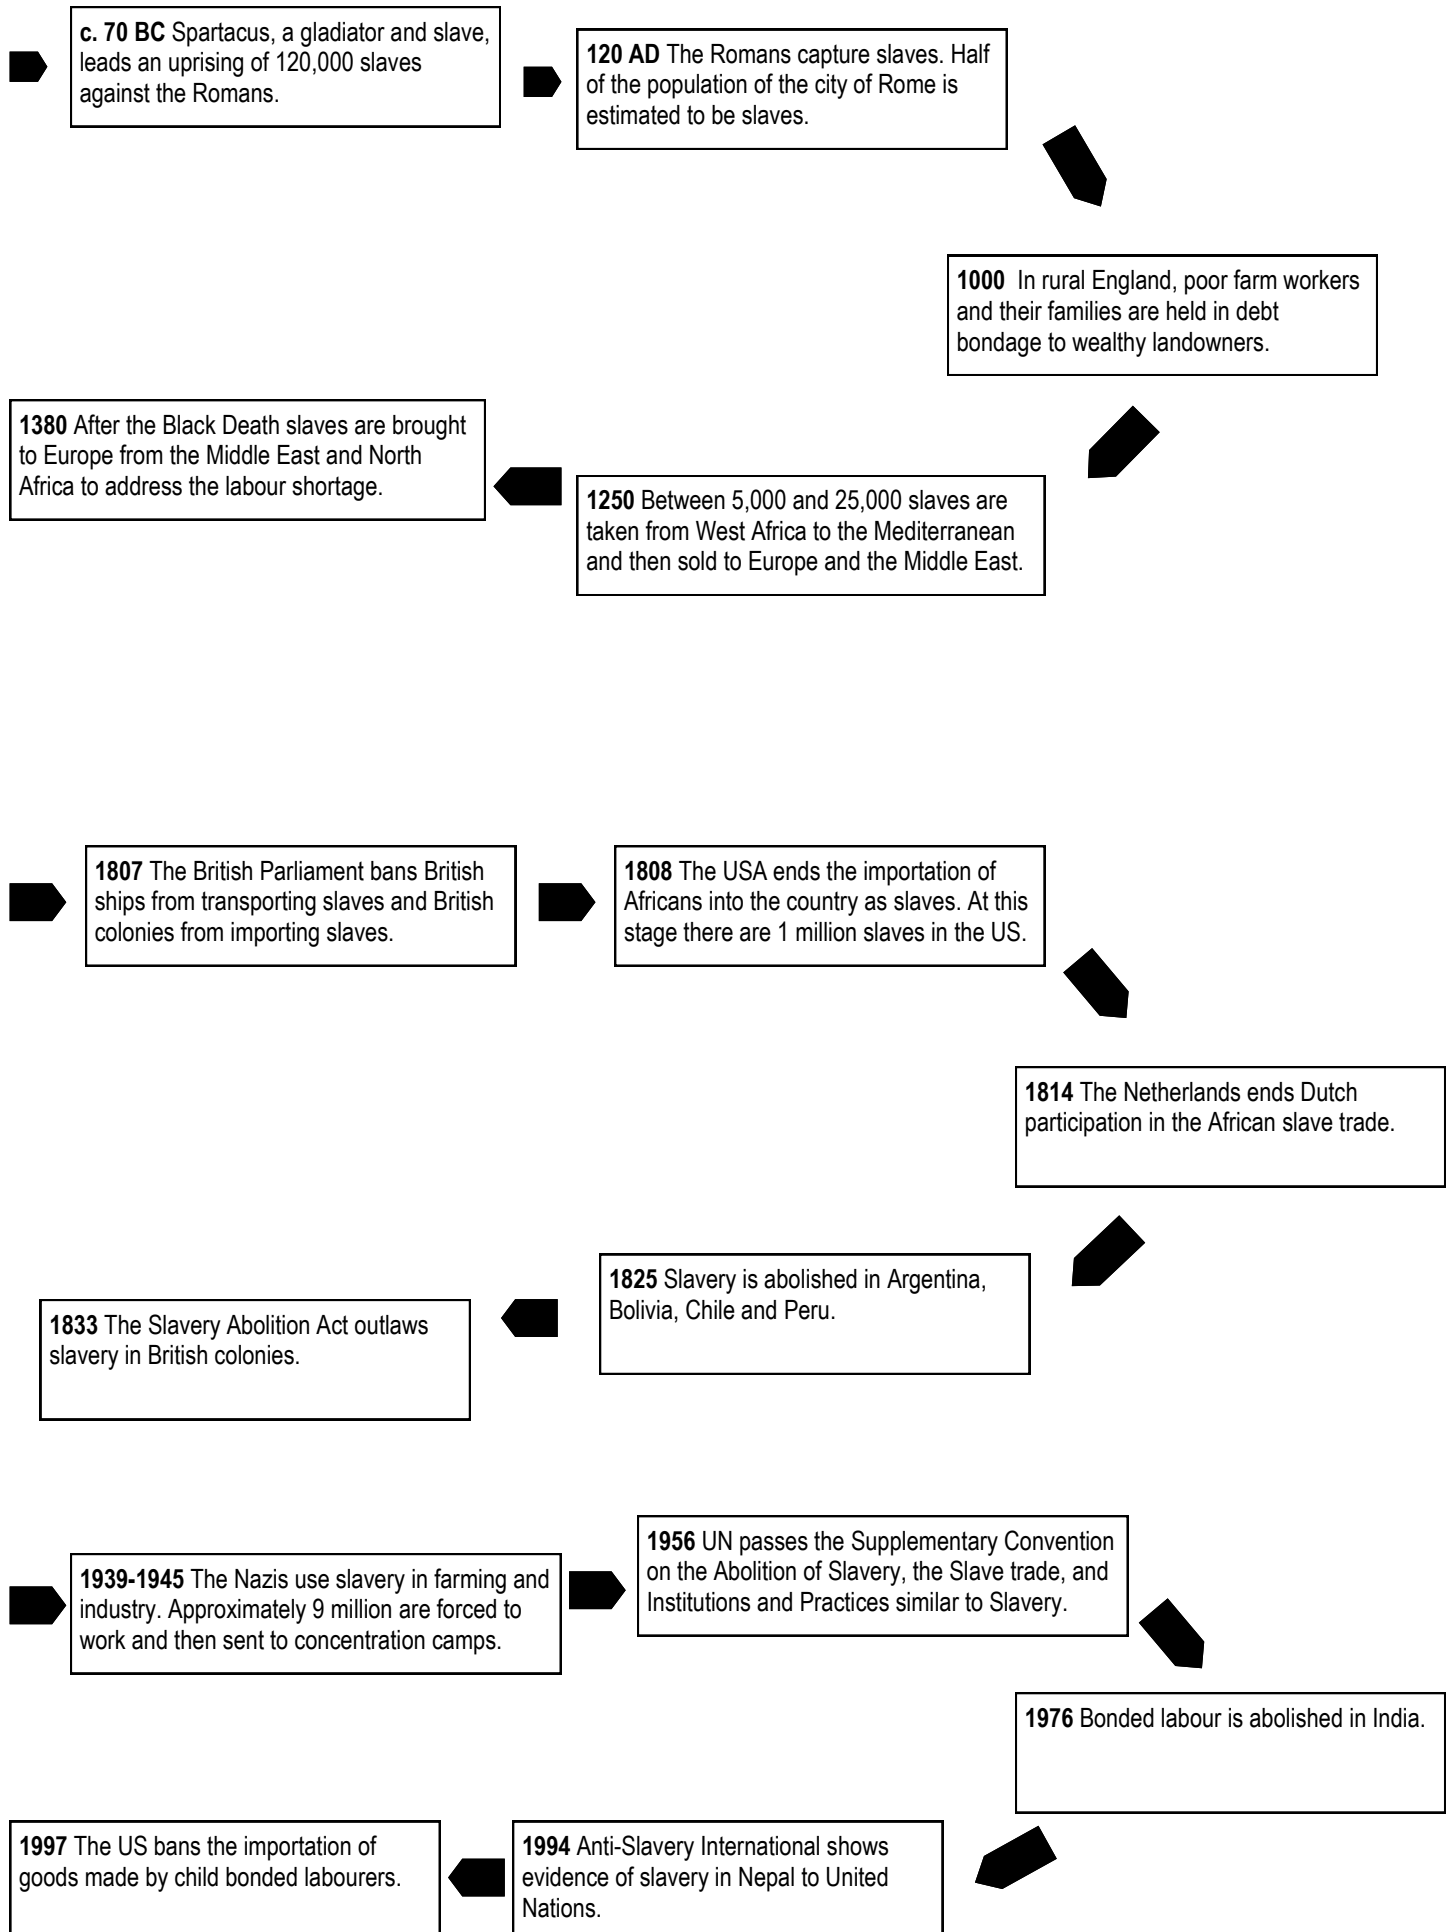 c. 70 BC Spartacus, a gladiator and slave,
leads an uprising of 120,000 slaves
against the Romans.
120 AD The Romans capture slaves. Half
of the population of the city of Rome is
estimated to be slaves.
1000 In rural England, poor farm workers
and their families are held in debt
bondage to wealthy landowners.
1250 Between 5,000 and 25,000 slaves are
taken from West Africa to the Mediterranean
and then sold to Europe and the Middle East.
1380 After the Black Death slaves are brought
to Europe from the Middle East and North
Africa to address the labour shortage.
1807 The British Parliament bans British
ships from transporting slaves and British
colonies from importing slaves.
1808 The USA ends the importation of
Africans into the country as slaves. At this
stage there are 1 million slaves in the US.
1814 The Netherlands ends Dutch
participation in the African slave trade.
1825 Slavery is abolished in Argentina,
Bolivia, Chile and Peru.
1833 The Slavery Abolition Act outlaws
slavery in British colonies.
1939-1945 The Nazis use slavery in farming and
industry. Approximately 9 million are forced to
work and then sent to concentration camps.
1956 UN passes the Supplementary Convention
on the Abolition of Slavery, the Slave trade, and
Institutions and Practices similar to Slavery.
1976 Bonded labour is abolished in India.
1994 Anti-Slavery International shows
evidence of slavery in Nepal to United
Nations.
1997 The US bans the importation of
goods made by child bonded labourers.